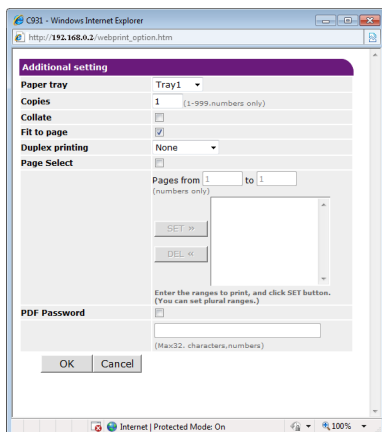 C931 - Windows Internet Explorer
http://192.168.0.2/webprint_option.htm
Additional setting
Paper tray Tray1
Copies 1 (1-999.numbers only)
Collate
Fit to page
Duplex printing None
Page Select
Pages from 1 to 1
(numbers only)
SET »
DEL «
Enter the ranges to print, and click SET button.
(You can set plural ranges.)
PDF Password
(Max32. characters,numbers)
OK Cancel
Internet | Protected Mode: On 100%